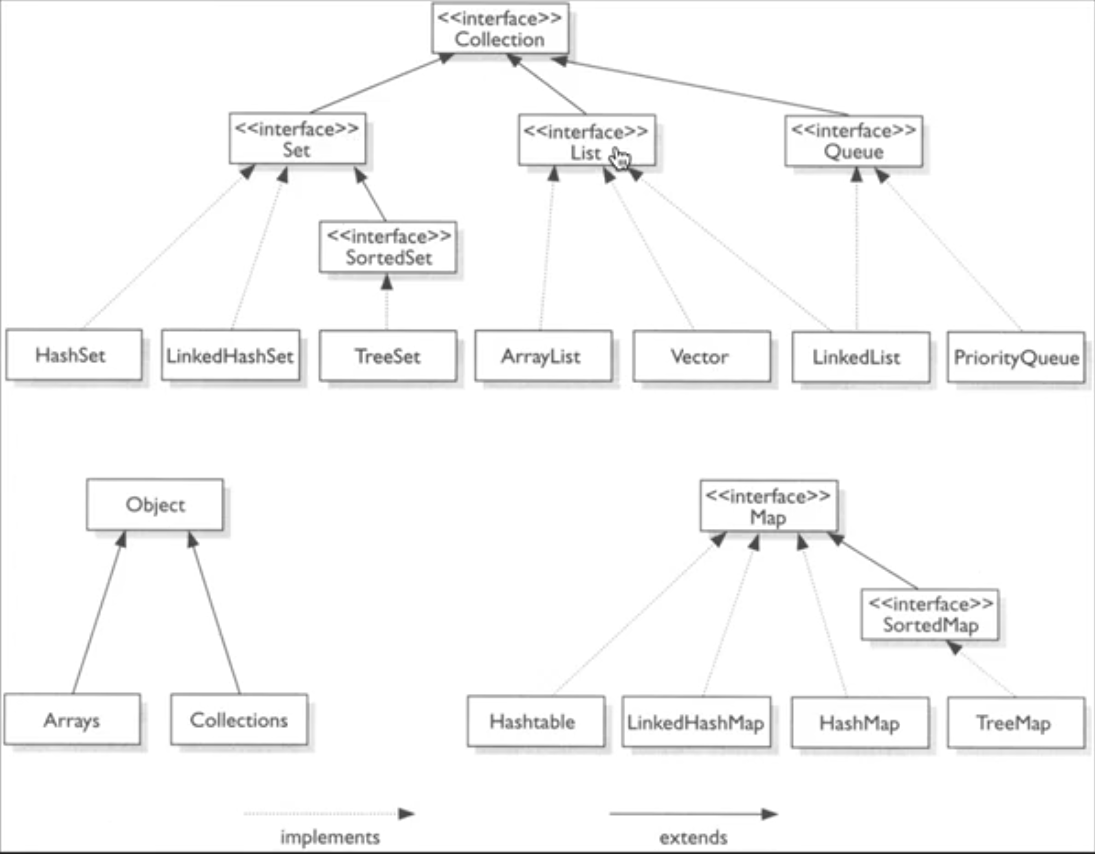 <<interface>>
Collection
<<interface>>
Set
<<interface>>
List
<<interface>>
Queue
<<interface>>
SortedSet
HashSet
LinkedHashSet
TreeSet
ArrayList
Vector
LinkedList
PriorityQueue
Object
<<interface>>
Map
<<interface>>
SortedMap
Arrays
Collections
Hashtable
LinkedHashMap
HashMap
TreeMap
implements
extends